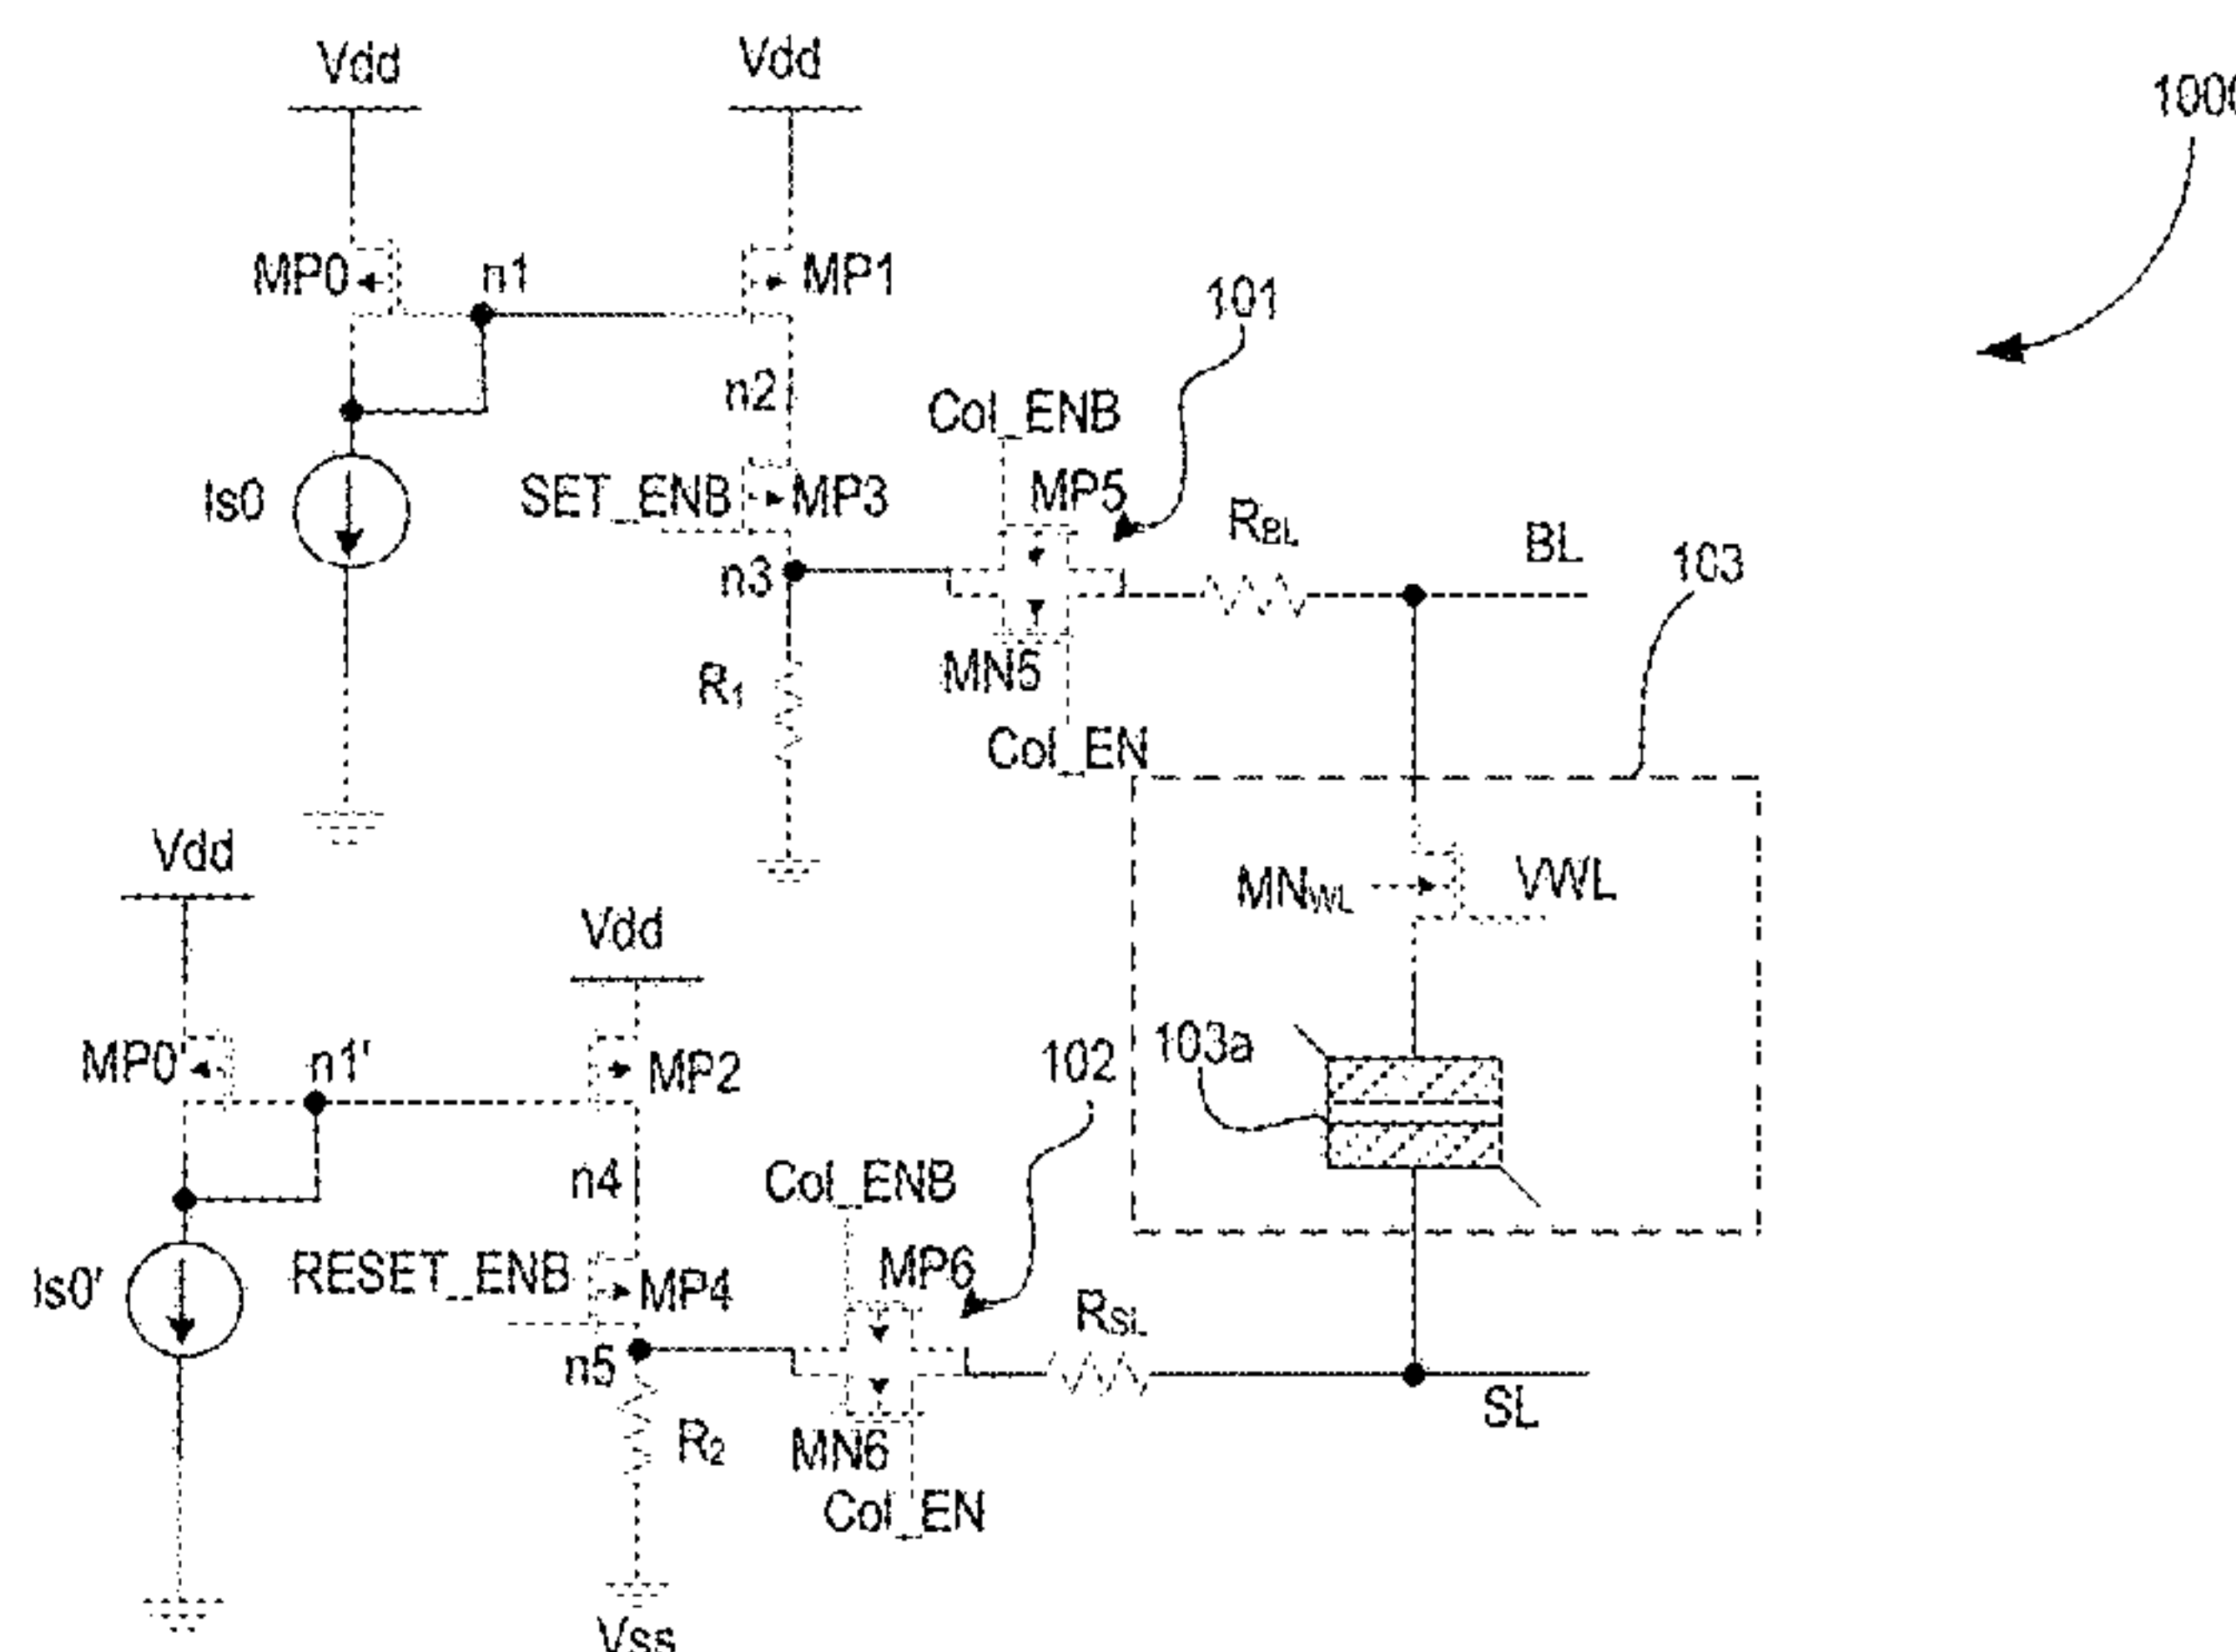 Vdd
Vdd
MP0
n1
MP1
101
n2
Col_ENB
Is0
SET_ENB
MP3
MP5
RBL
BL
103
n3
R1
MN5
Col_EN
Vdd
Vdd
MNWL
VWL
MP0'
n1'
MP2
102
103a
n4
Col_ENB
Is0'
RESET_ENB
MP4
MP6
RSL
n5
R2
MN6
SL
Col_EN
Vss